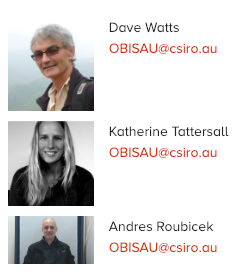 Dave Watts
OBISAU@csiro.au
Katherine Tattersall
OBISAU@csiro.au
Andres Roubicek
OBISAU@csiro.au